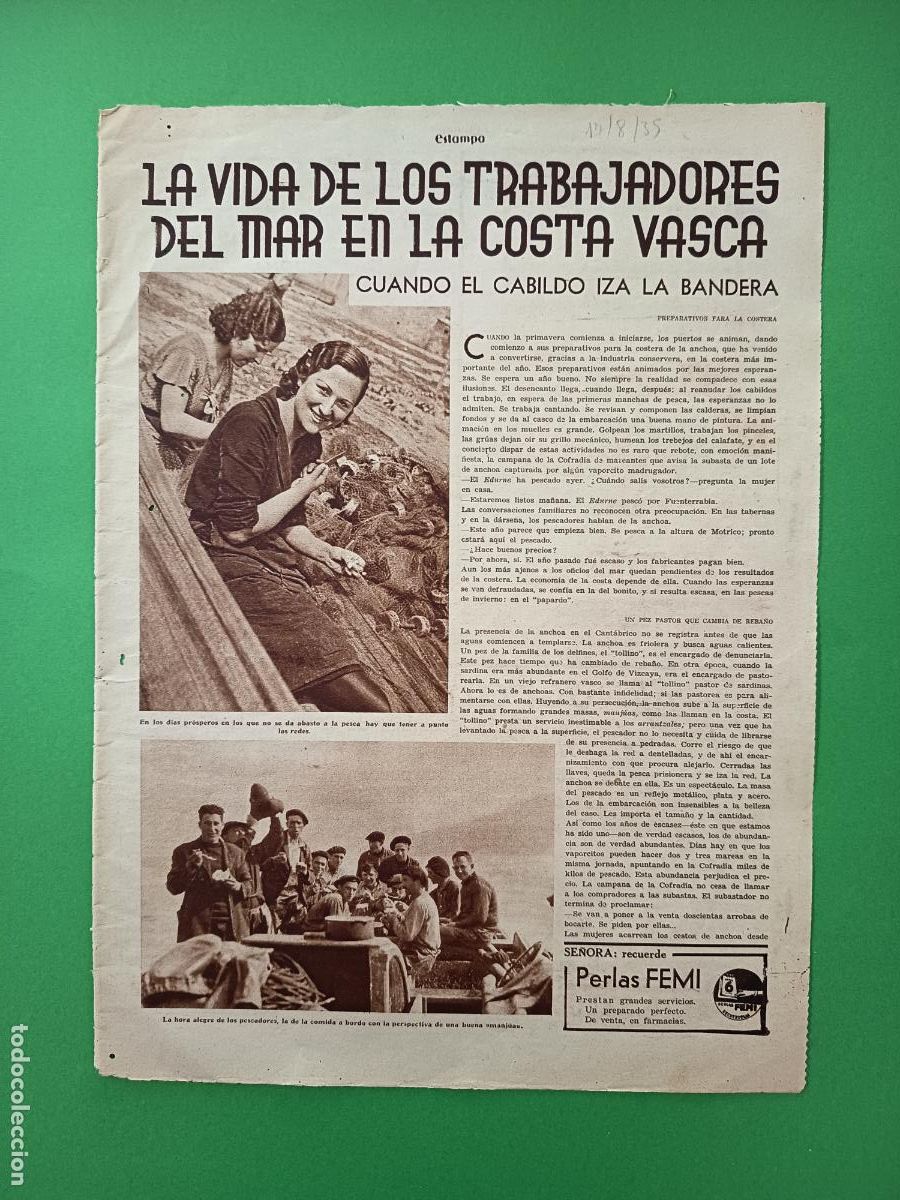 estampa
17/8/35
LA VIDA DE LOS TRABAJADORES
DEL MAR EN LA COSTA VASCA
CUANDO EL CABILDO IZA LA BANDERA
PREPARATIVOS PARA LA COSTERA
CUANDO la primavera comienza a iniciarse, los puertos se animan, dando
comienzo a sus preparativos para la costera de la anchoa, que ha venido
a convertirse, gracias a la industria conservera, en la costera más im-
portante del año. Esos preparativos están animados por las mejores esperan-
zas. Se espera un año bueno. No siempre la realidad se compadece con esas
ilusiones. El desencanto llega, cuando llega, después; al reanudar los cabildos
el trabajo, en espera de las primeras manchas de pesca, las esperanzas no lo
admiten. Se trabaja cantando. Se revisan y componen las calderas, se limpian
fondos y se da al casco de la embarcación una buena mano de pintura. La ani-
mación en los muelles es grande. Golpean los martillos, trabajan los pinceles,
las grúas dejan oir su grillo mecánico, humean los trebejos del calafate, y en el
concierto dispar de estas actividades no es raro que rebote, con emoción mani-
fiesta, la campana de la Cofradía de mareantes que avisa la subasta de un lote
de anchoa capturada por algún vaporcito madrugador.
—El Edurne ha pescado ayer. ¿Cuándo salís vosotros?—pregunta la mujer
en casa.
—Estaremos listos mañana. El Edurne pescó por Fuenterrabía.
Las conversaciones familiares no reconocen otra preocupación. En las tabernas
y en la dársena, los pescadores hablan de la anchoa.
—Este año parece que empieza bien. Se pesca a la altura de Motrico; pronto
estará aquí el pescado.
—¿Hace buenos precios?
—Por ahora, sí. El año pasado fué escaso y los fabricantes pagan bien.
Aun los más ajenos a los oficios del mar quedan pendientes de los resultados
de la costera. La economía de la costa depende de ella. Cuando las esperanzas
se ven defraudadas, se confía en la del bonito, y si resulta escasa, en las pescas
de invierno: en el "papardo".
UN PEZ PASTOR QUE CAMBIA DE REBAÑO
La presencia de la anchoa en el Cantábrico no se registra antes de que las
aguas comiencen a templarse. La anchoa es friolera y busca aguas calientes.
Un pez de la familia de los delfines, el "tollino", es el encargado de denunciarla.
Este pez hace tiempo que ha cambiado de rebaño. En otra época, cuando la
sardina era más abundante en el Golfo de Vizcaya, era el encargado de pasto-
rearla. En un viejo refranero vasco se llama al "tollino" pastor de sardinas.
Ahora lo es de anchoas. Con bastante infidelidad; si las pastorea es para ali-
mentarse con ellas. Huyendo a su persecución, la anchoa sube a la superficie de
las aguas formando grandes masas, manjúas, como las llaman en la costa. El
"tollino" presta un servicio inestimable a los arrantzales; pero una vez que ha
levantado la pesca a la superficie, el pescador no lo necesita y cuida de librarse
de su presencia a pedradas. Corre el riesgo de que
le deshaga la red a dentelladas, y de ahí el encar-
nizamiento con que procura alejarlo. Cerradas las
llaves, queda la pesca prisionera y se iza la red. La
anchoa se debate en ella. Es un espectáculo. La masa
del pescado es un reflejo metálico, plata y acero.
Los de la embarcación son insensibles a la belleza
del caso. Les importa el tamaño y la cantidad.
Así como los años de escasez—éste en que estamos
ha sido uno—son de verdad escasos, los de abundan-
cia son de verdad abundantes. Días hay en que los
vaporcitos pueden hacer dos y tres mareas en la
misma jornada, apuntando en la Cofradía miles de
kilos de pescado. Esta abundancia perjudica el pre-
cio. La campana de la Cofradía no cesa de llamar
a los compradores a las subastas. El subastador no
termina de proclamar:
—Se van a poner a la venta doscientas arrobas de
bocarte. Se piden por ellas...
Las mujeres acarrean los cestos de anchoa desde
En los días prósperos en los que no se da abasto a la pesca hay que tener a punto
las redes.
La hora alegre de los pescadores, la de la comida a bordo con la perspectiva de una buena «manjúa».
SEÑORA: recuerde
Perlas FEMI
Prestan grandes servicios.
Un preparado perfecto.
De venta, en farmacias.
6
PERLAS FEMI
todocoleccion